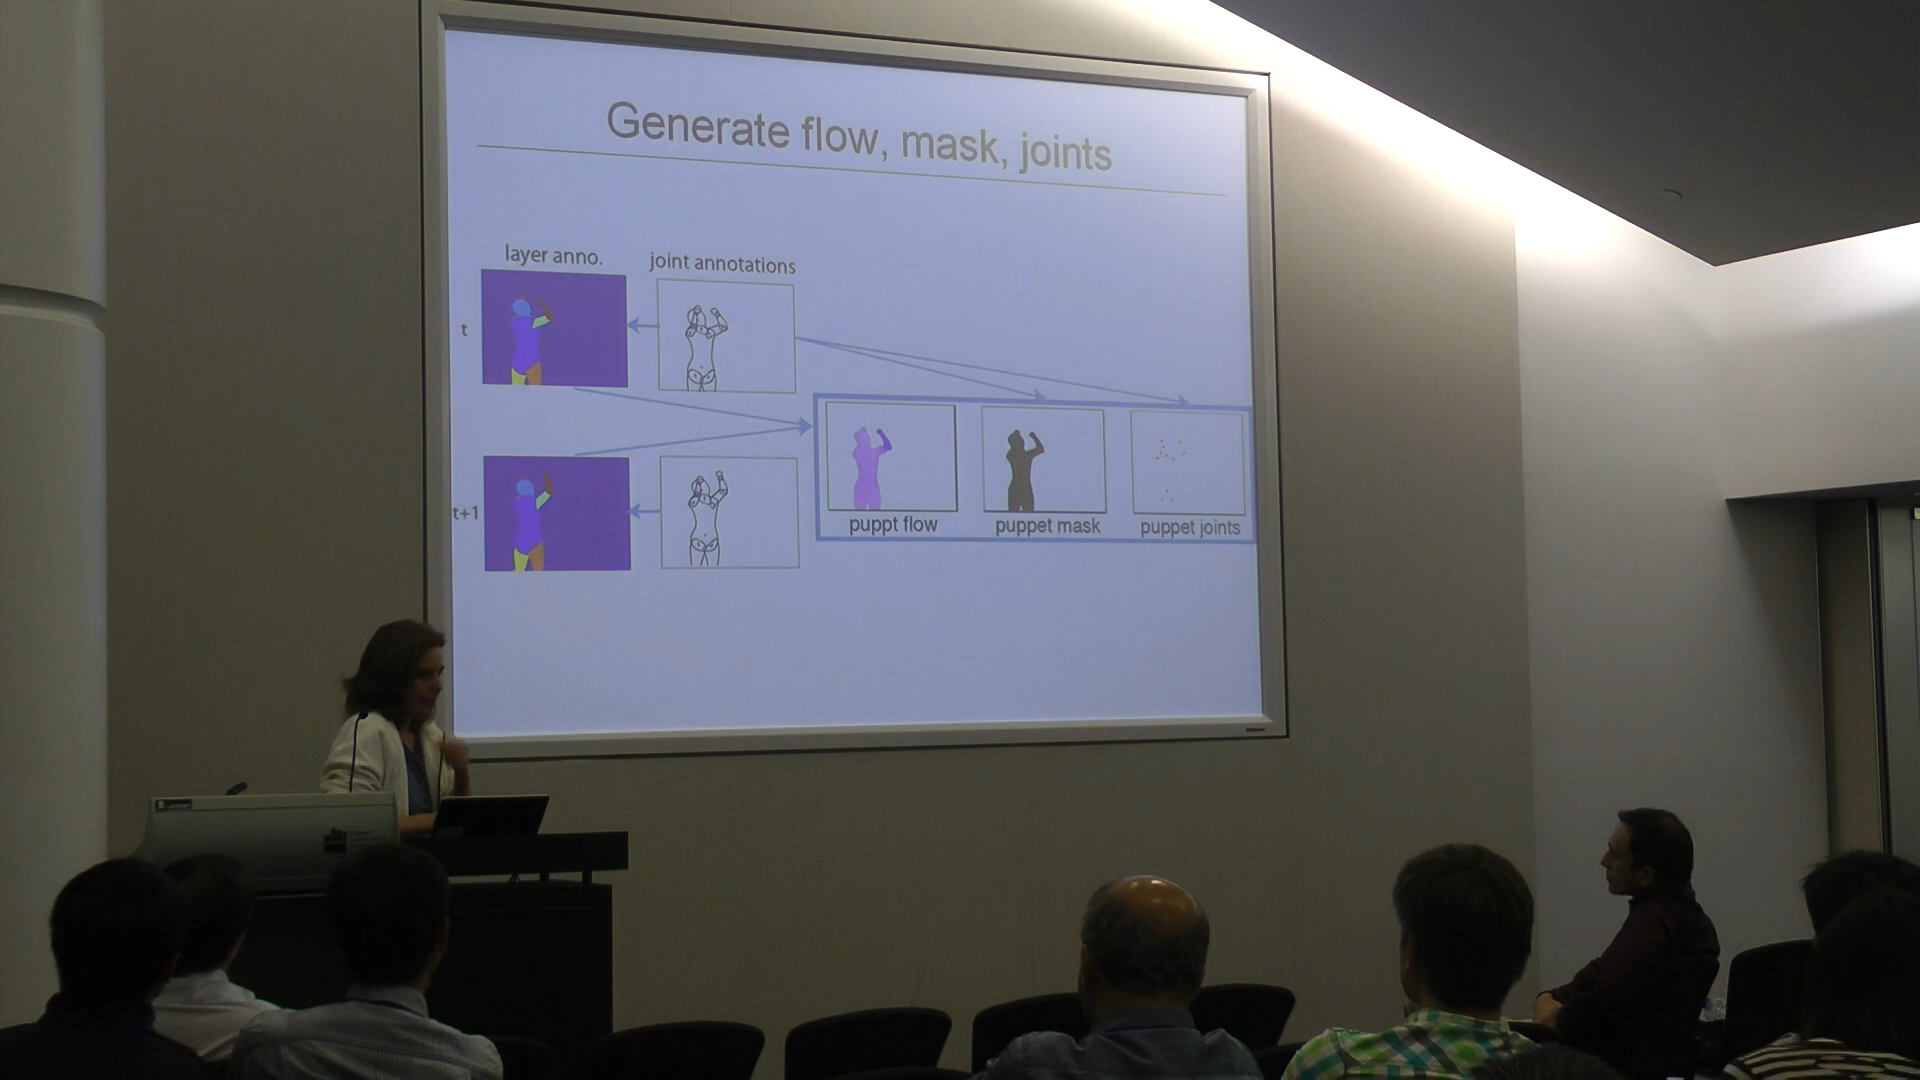 Generate flow, mask, joints
layer anno.
joint annotations
t
t+1
puppt flow
puppet mask
puppet joints